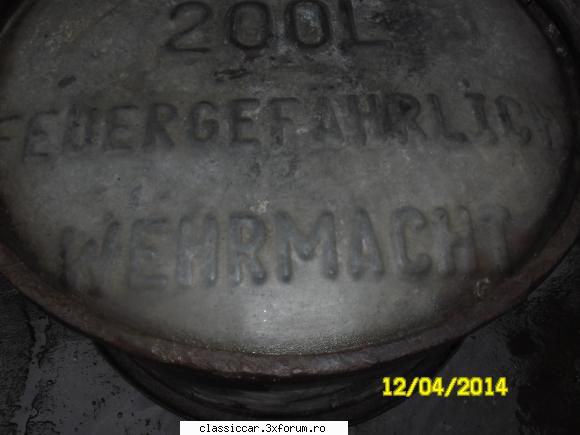 200L
FEUERGEFÄHRLICH
WEHRMACHT
12/04/2014
classiccar.3xforum.ro